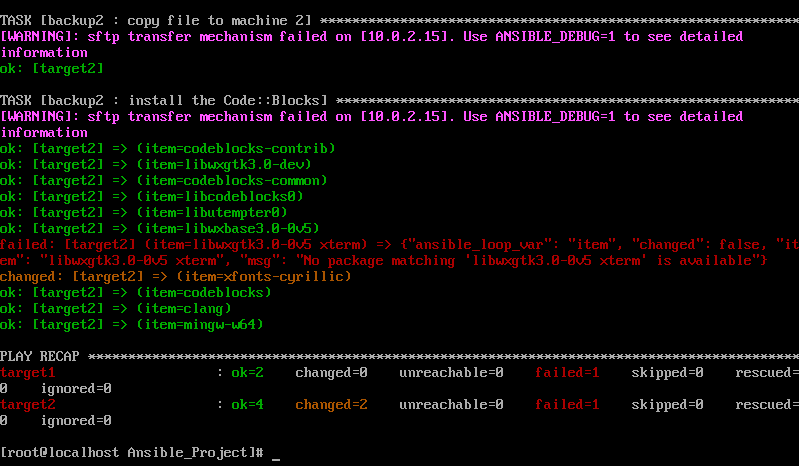 TASK [backup2 : copy file to machine 2] ************************************************************
[WARNING]: sftp transfer mechanism failed on [10.0.2.15]. Use ANSIBLE_DEBUG=1 to see detailed
information
ok: [target2]
TASK [backup2 : install the Code::Blocks] **********************************************************
[WARNING]: sftp transfer mechanism failed on [10.0.2.15]. Use ANSIBLE_DEBUG=1 to see detailed
information
ok: [target2] => (item=codeblocks-contrib)
ok: [target2] => (item=libwxgtk3.0-dev)
ok: [target2] => (item=codeblocks-common)
ok: [target2] => (item=libcodeblocks0)
ok: [target2] => (item=libutempter0)
ok: [target2] => (item=libwxbase3.0-0v5)
failed: [target2] (item=libwxgtk3.0-0v5 xterm) => {"ansible_loop_var": "item", "changed": false, "it
em": "libwxgtk3.0-0v5 xterm", "msg": "No package matching 'libwxgtk3.0-0v5 xterm' is available"}
changed: [target2] => (item=xfonts-cyrillic)
ok: [target2] => (item=codeblocks)
ok: [target2] => (item=clang)
ok: [target2] => (item=mingw-w64)
PLAY RECAP *****************************************************************************************
target1                    : ok=2    changed=0    unreachable=0    failed=1    skipped=0    rescued=
0    ignored=0
target2                    : ok=4    changed=2    unreachable=0    failed=1    skipped=0    rescued=
0    ignored=0
[root@localhost Ansible_Project]# _